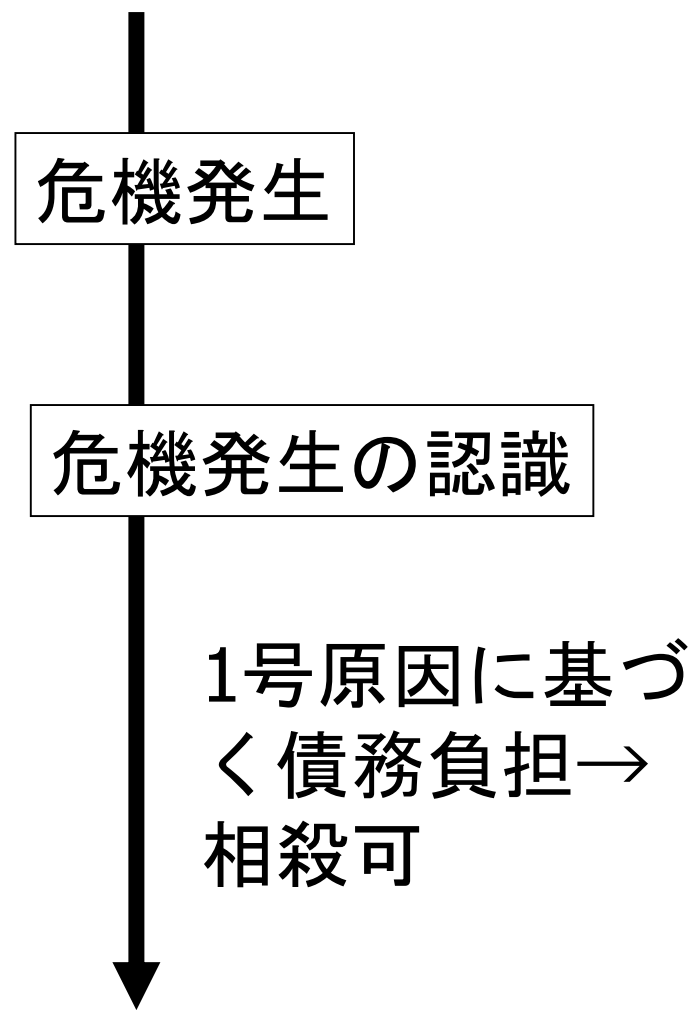 危機発生
危機発生の認識
1号原因に基づ
く債務負担→
相殺可